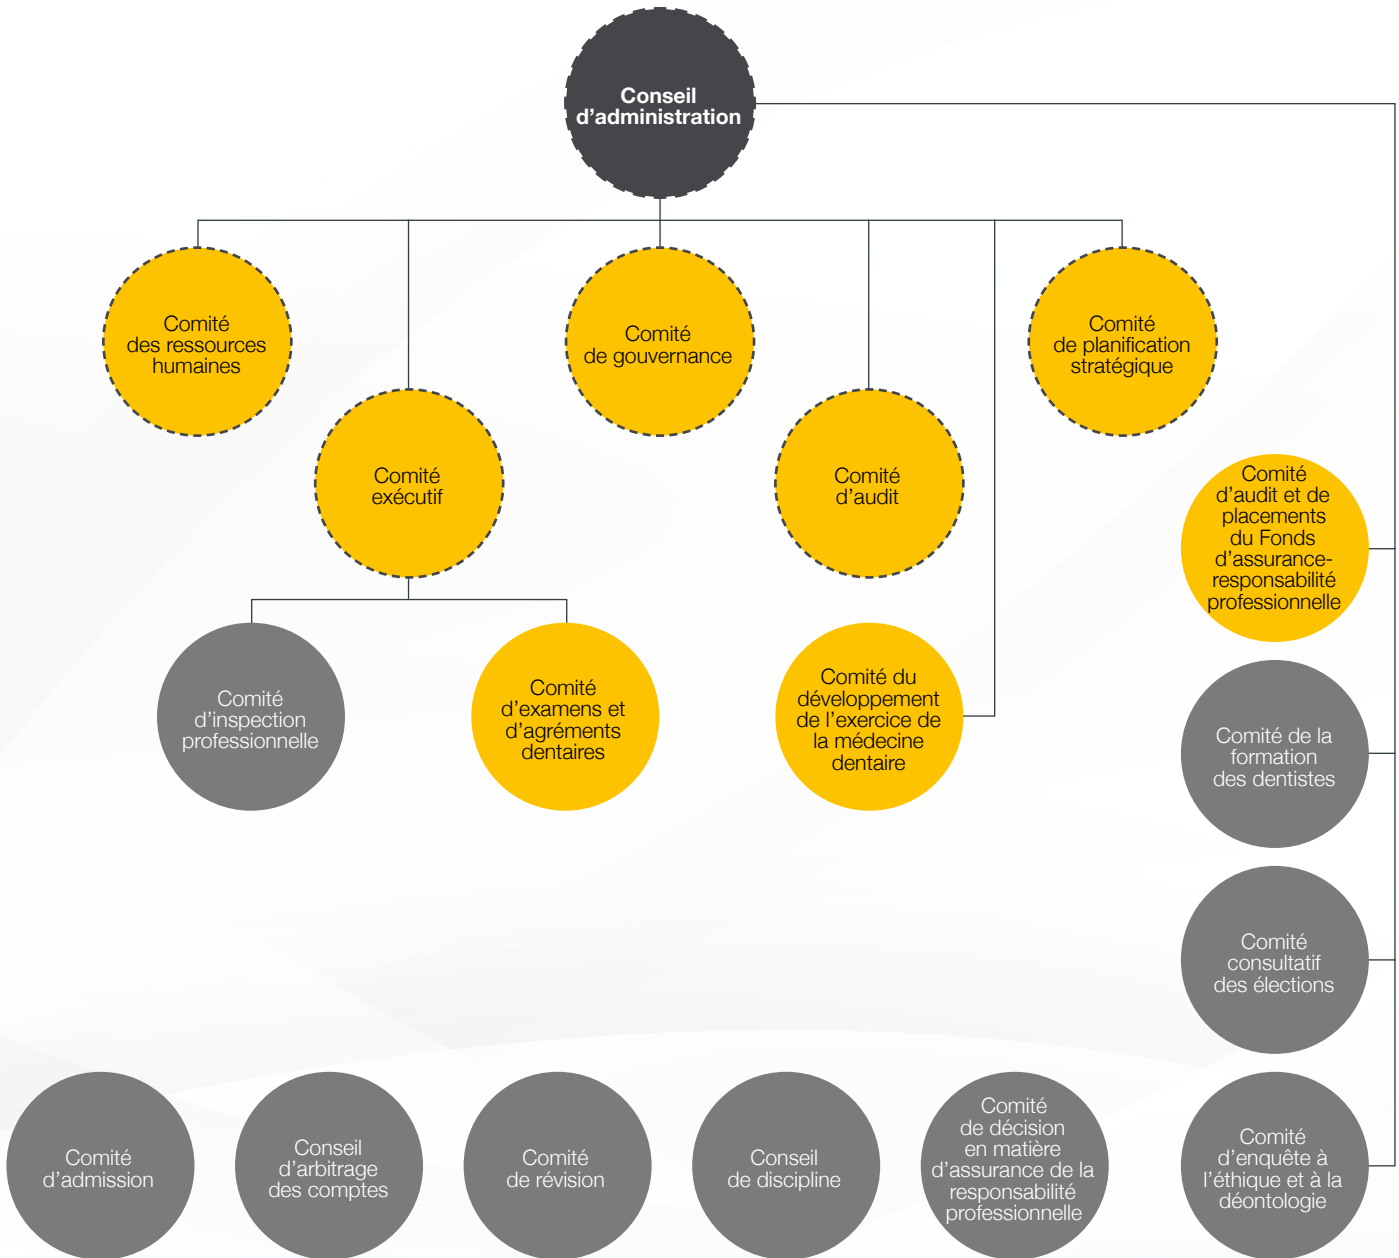 Conseil
d’administration
Comité
des ressources
humaines
Comité
de gouvernance
Comité
de planification
stratégique
Comité
exécutif
Comité
d’audit
Comité
d’audit et de
placements
du Fonds
d’assurance-
responsabilité
professionnelle
Comité
d’inspection
professionnelle
Comité
d’examens et
d’agréments
dentaires
Comité du
développement
de l’exercice de
la médecine
dentaire
Comité de la
formation
des dentistes
Comité
consultatif
des élections
Comité
d’admission
Conseil
d’arbitrage
des comptes
Comité
de révision
Conseil
de discipline
Comité
de décision
en matière
d’assurance de la
responsabilité
professionnelle
Comité
d’enquête à
l’éthique et à la
déontologie